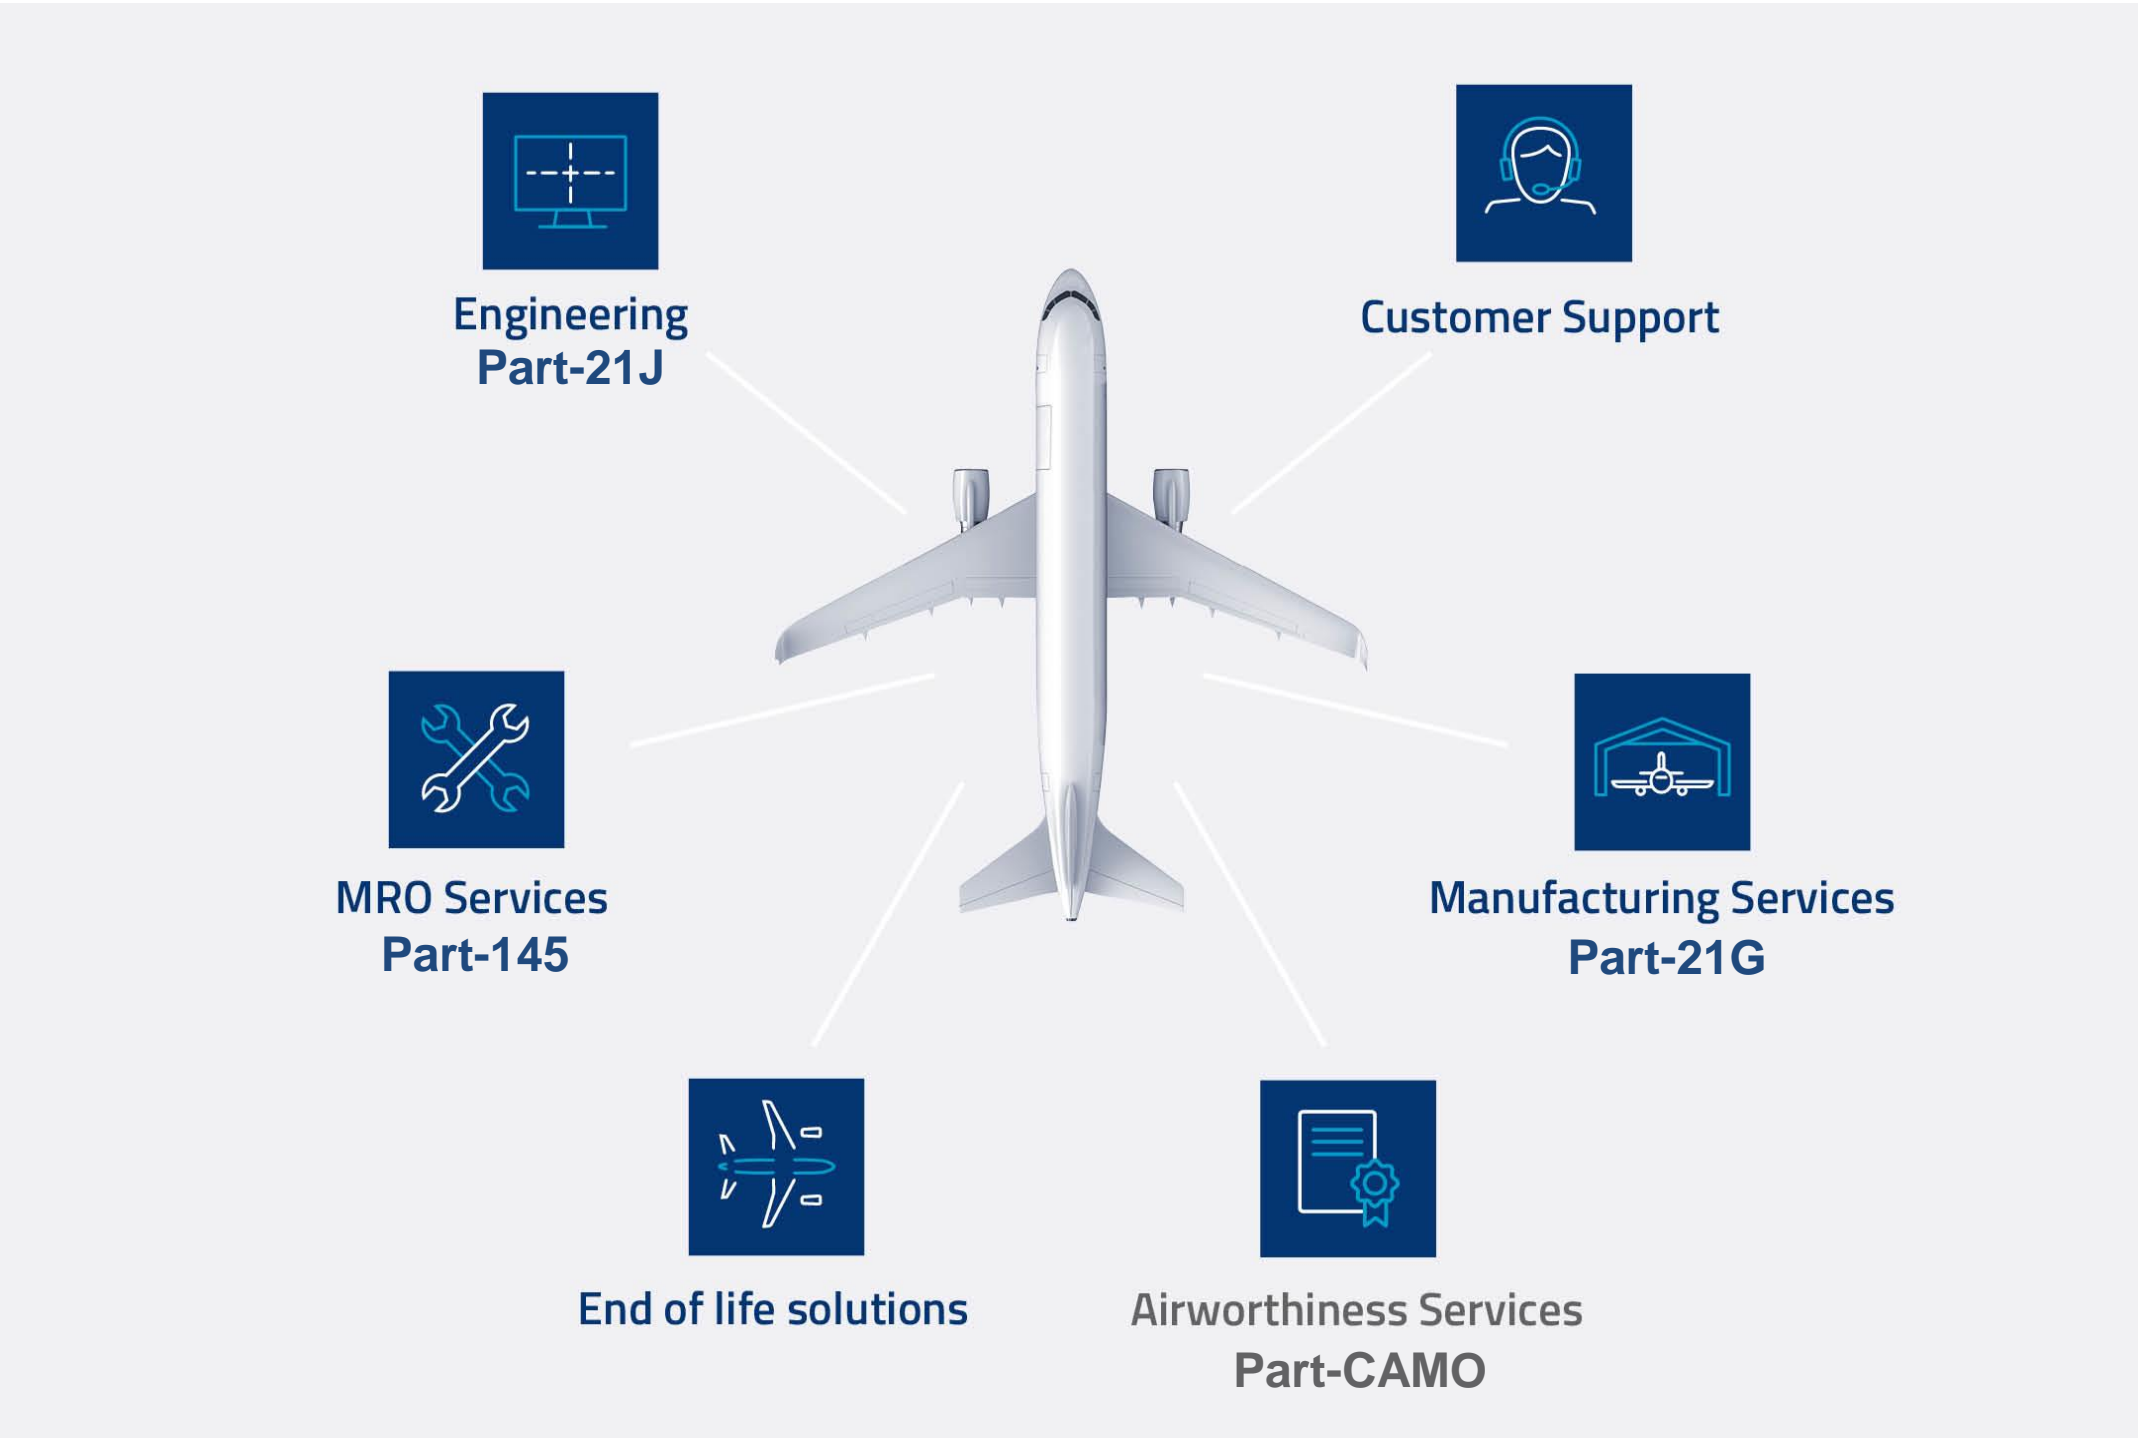 Engineering
Part-21J
Customer Support
MRO Services
Part-145
Manufacturing Services
Part-21G
End of life solutions
Airworthiness Services
Part-CAMO